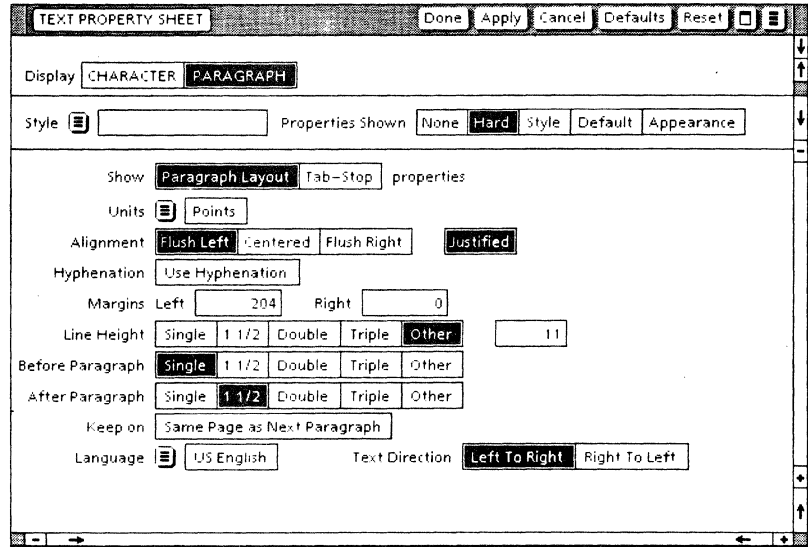 TEXT PROPERTY SHEET Done Apply Cancel Defaults Reset
Display CHARACTER PARAGRAPH
Style Properties Shown None Hard Style Default Appearance
Show Paragraph Layout Tab-Stop properties
Units Points
Alignment Flush Left Centered Flush Right Justified
Hyphenation Use Hyphenation
Margins Left 204 Right 0
Line Height Single 1 1/2 Double Triple Other 11
Before Paragraph Single 1 1/2 Double Triple Other
After Paragraph Single 1 1/2 Double Triple Other
Keep on Same Page as Next Paragraph
Language US English Text Direction Left To Right Right To Left